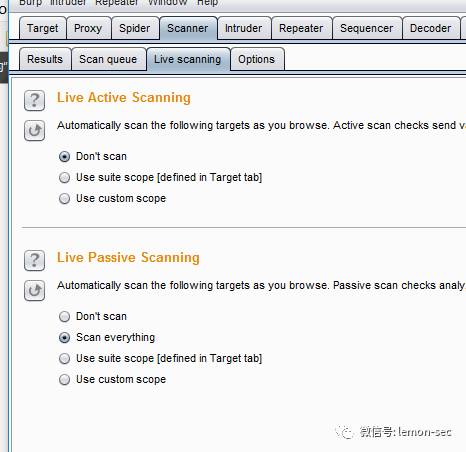 Burp Intruder Repeater Window Help
Target Proxy Spider Scanner Intruder Repeater Sequencer Decoder
Results Scan queue Live scanning Options
? Live Active Scanning
Automatically scan the following targets as you browse. Active scan checks send
Don't scan
Use suite scope [defined in Target tab]
Use custom scope
? Live Passive Scanning
Automatically scan the following targets as you browse. Passive scan checks analy
Don't scan
Scan everything
Use suite scope [defined in Target tab]
Use custom scope
微信号: lemon-sec